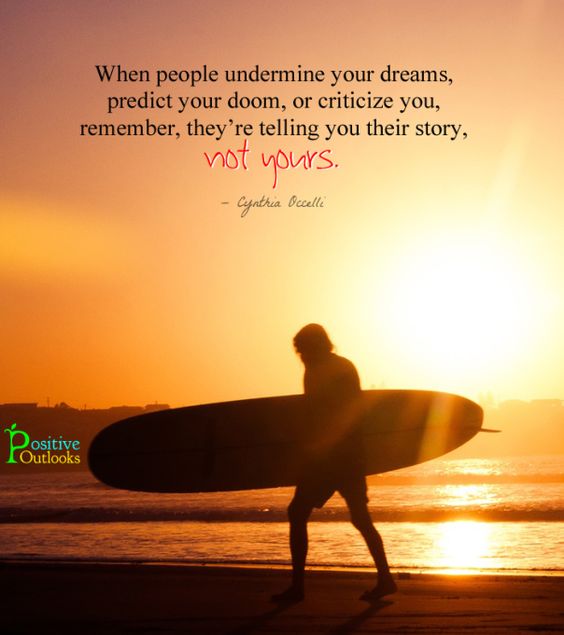 When people undermine your dreams,
predict your doom, or criticize you,
remember, they're telling you their story,
not yours.
– Cynthia Occelli
Positive
Outlooks